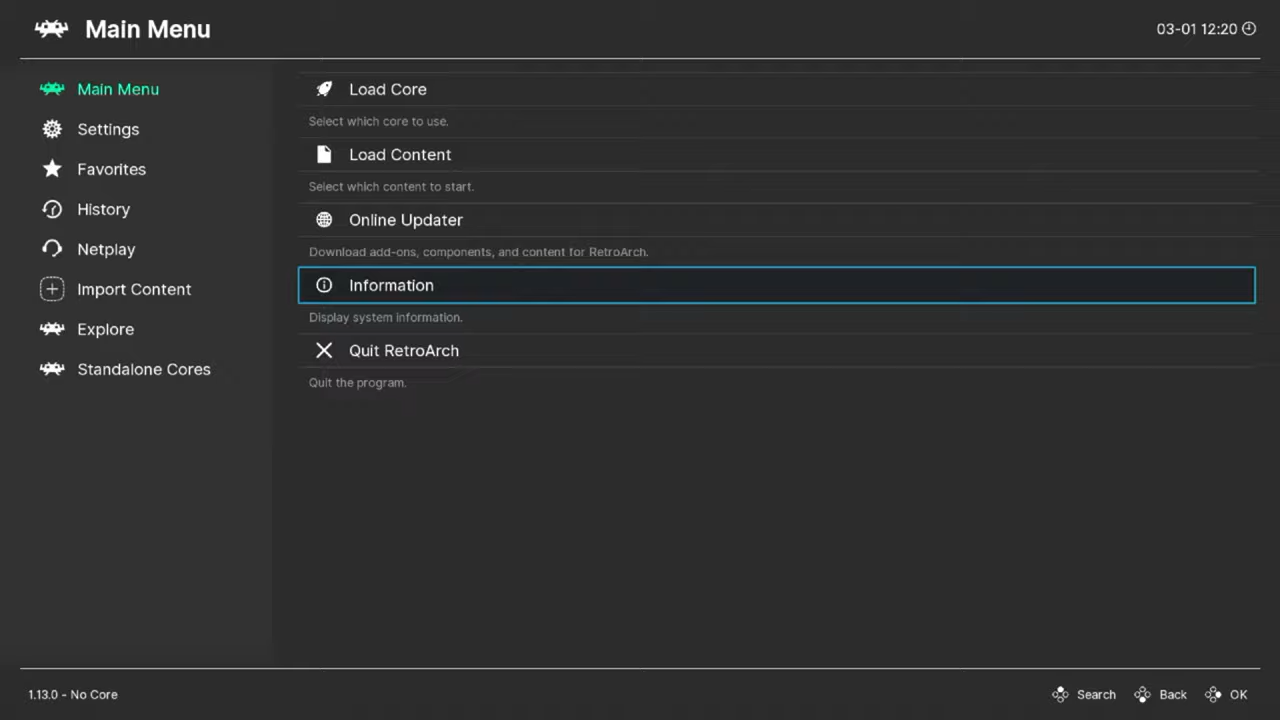 Main Menu
03-01 12:20
Main Menu
Settings
Favorites
History
Netplay
Import Content
Explore
Standalone Cores
Load Core
Select which core to use.
Load Content
Select which content to start.
Online Updater
Download add-ons, components, and content for RetroArch.
Information
Display system information.
Quit RetroArch
Quit the program.
1.13.0 - No Core
Search
Back
OK